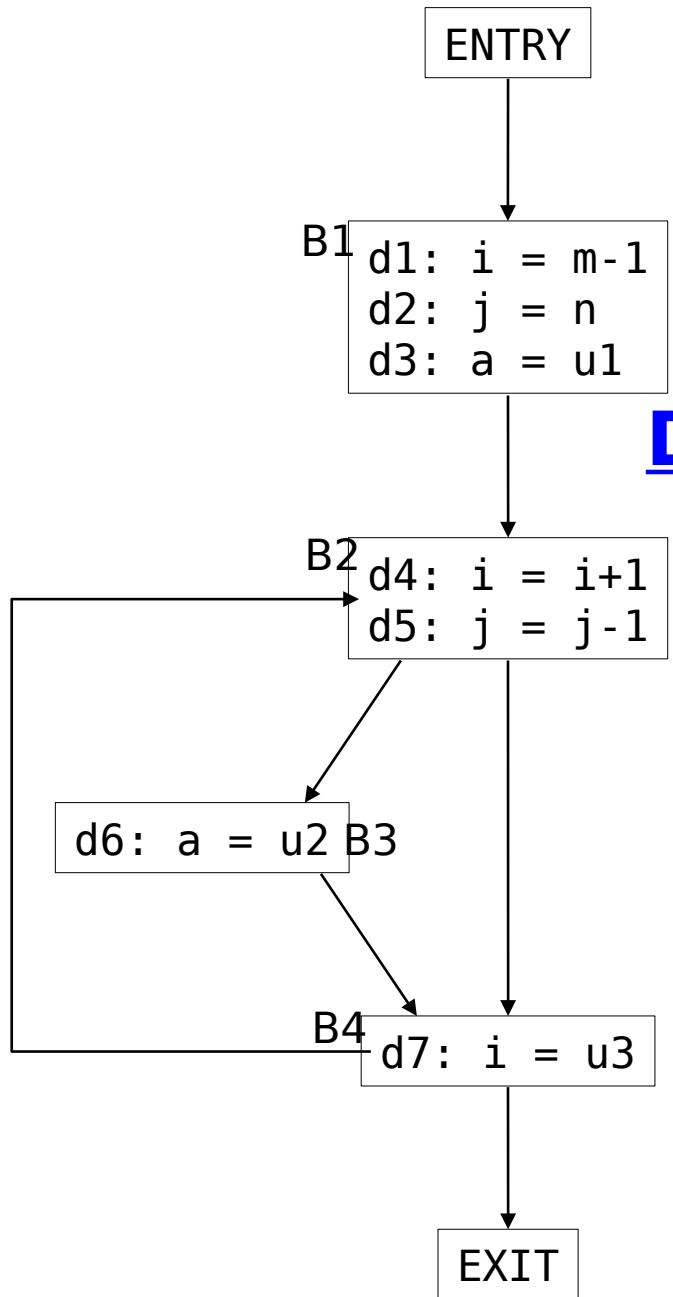 ENTRY
B1
d1: i = m-1
d2: j = n
d3: a = u1
B2
d4: i = i+1
d5: j = j-1
d6: a = u2 B3
B4
d7: i = u3
EXIT